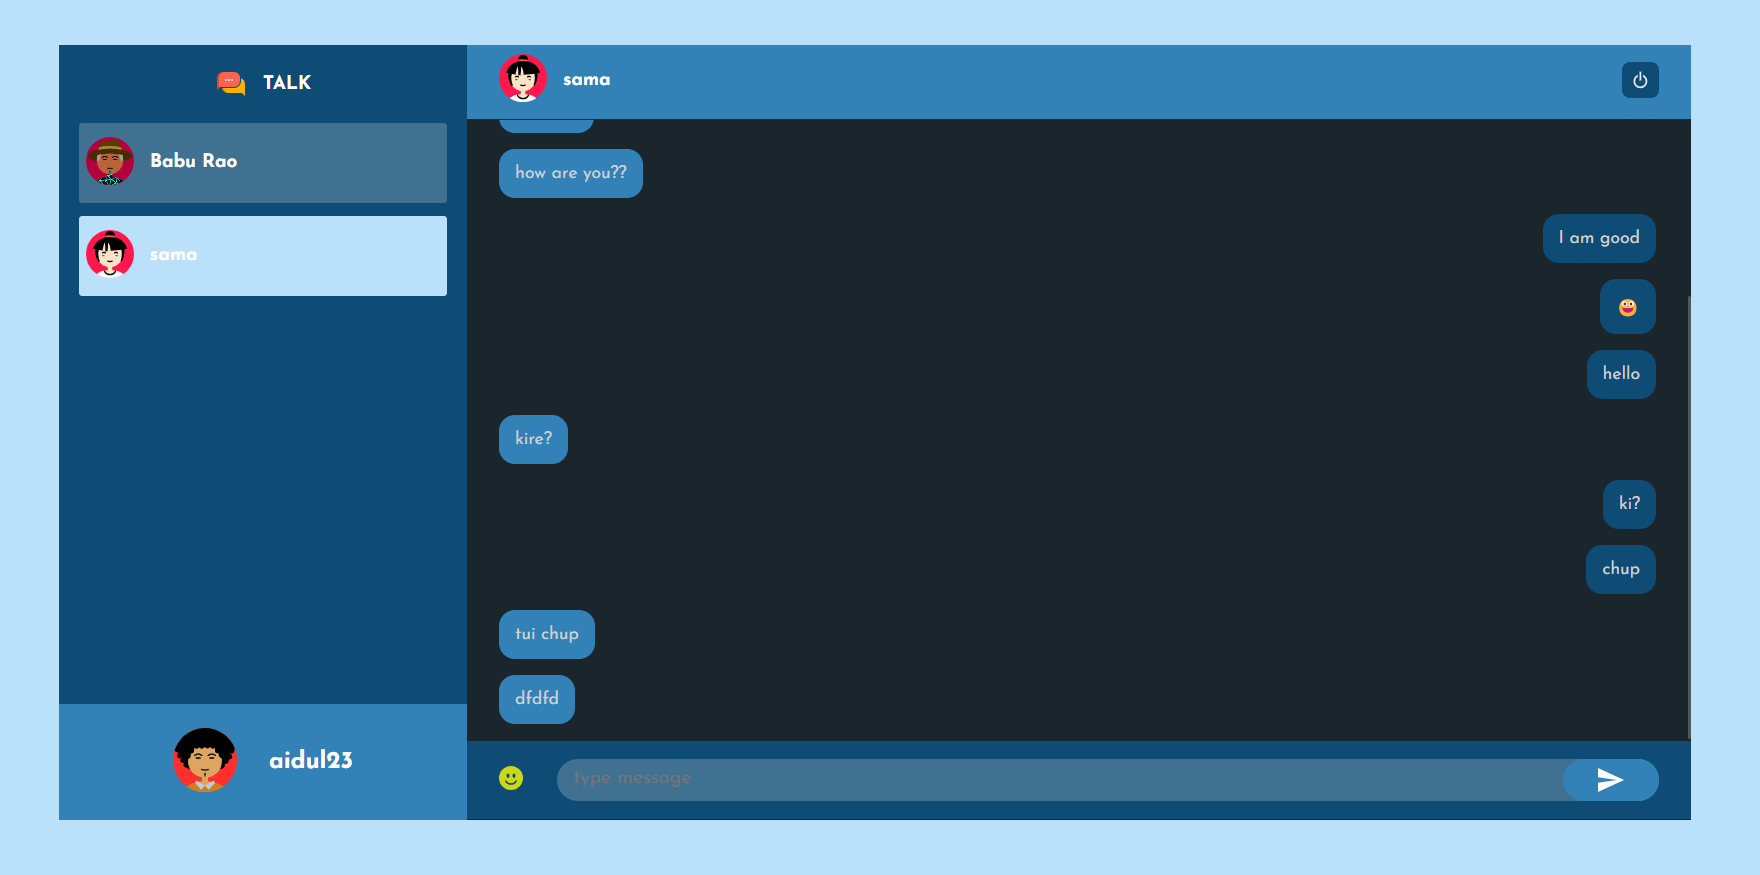 TALK
Babu Rao
sama
aidul23
sama
how are you??
I am good
hello
kire?
ki?
chup
tui chup
dfdfd
type message